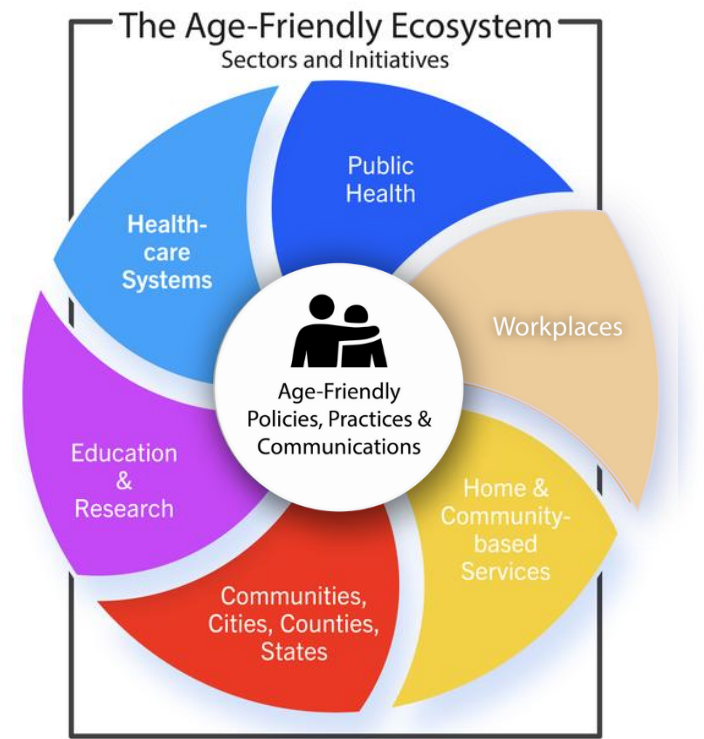 The Age-Friendly Ecosystem
Sectors and Initiatives
Public
Health
Health-
care
Systems
Workplaces
Age-Friendly
Policies, Practices &
Communications
Education
&
Research
Home &
Community-
based
Services
Communities,
Cities, Counties,
States